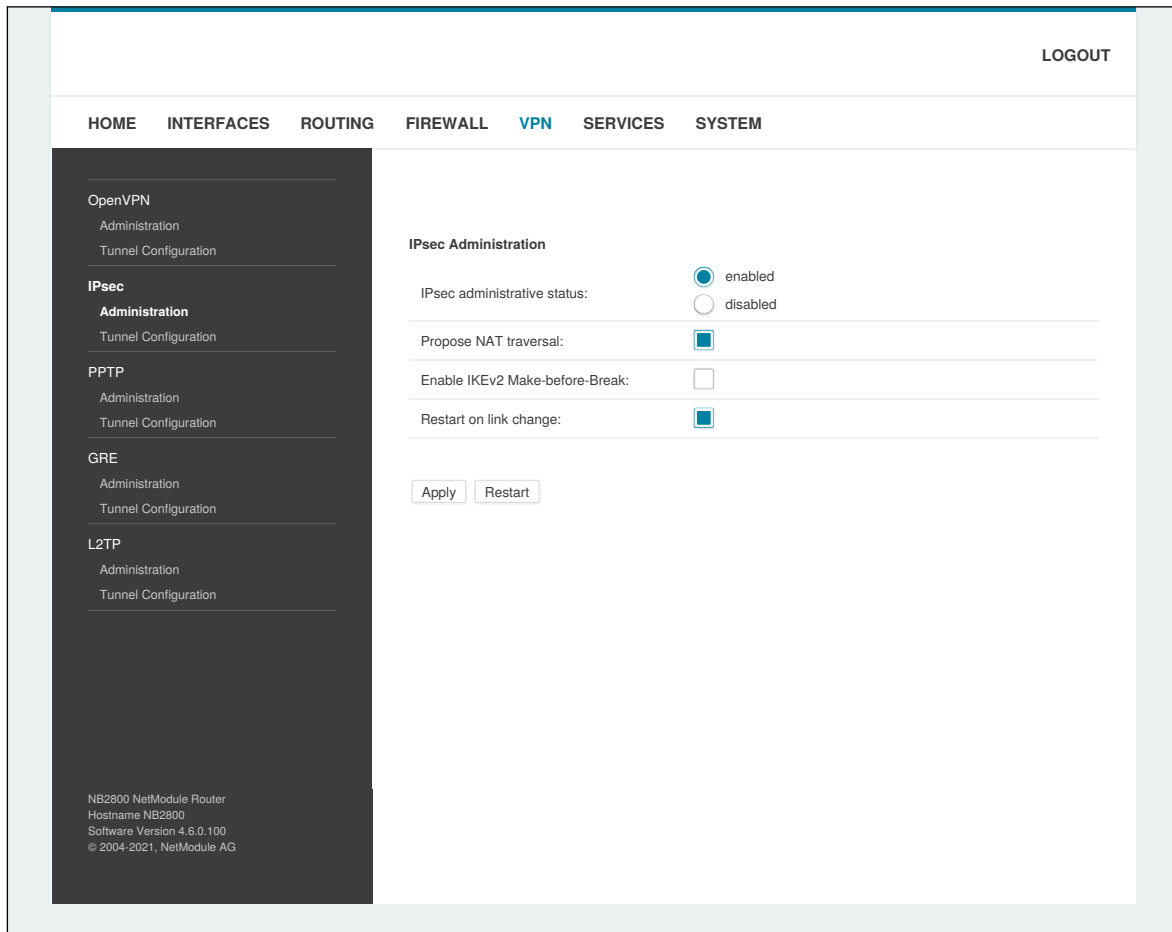 LOGOUT
HOME INTERFACES ROUTING FIREWALL VPN SERVICES SYSTEM
OpenVPN
Administration
Tunnel Configuration
IPsec
Administration
Tunnel Configuration
PPTP
Administration
Tunnel Configuration
GRE
Administration
Tunnel Configuration
L2TP
Administration
Tunnel Configuration
NB2800 NetModule Router
Hostname NB2800
Software Version 4.6.0.100
© 2004-2021, NetModule AG
IPsec Administration
IPsec administrative status:
enabled
disabled
Propose NAT traversal:
Enable IKEv2 Make-before-Break:
Restart on link change:
Apply Restart